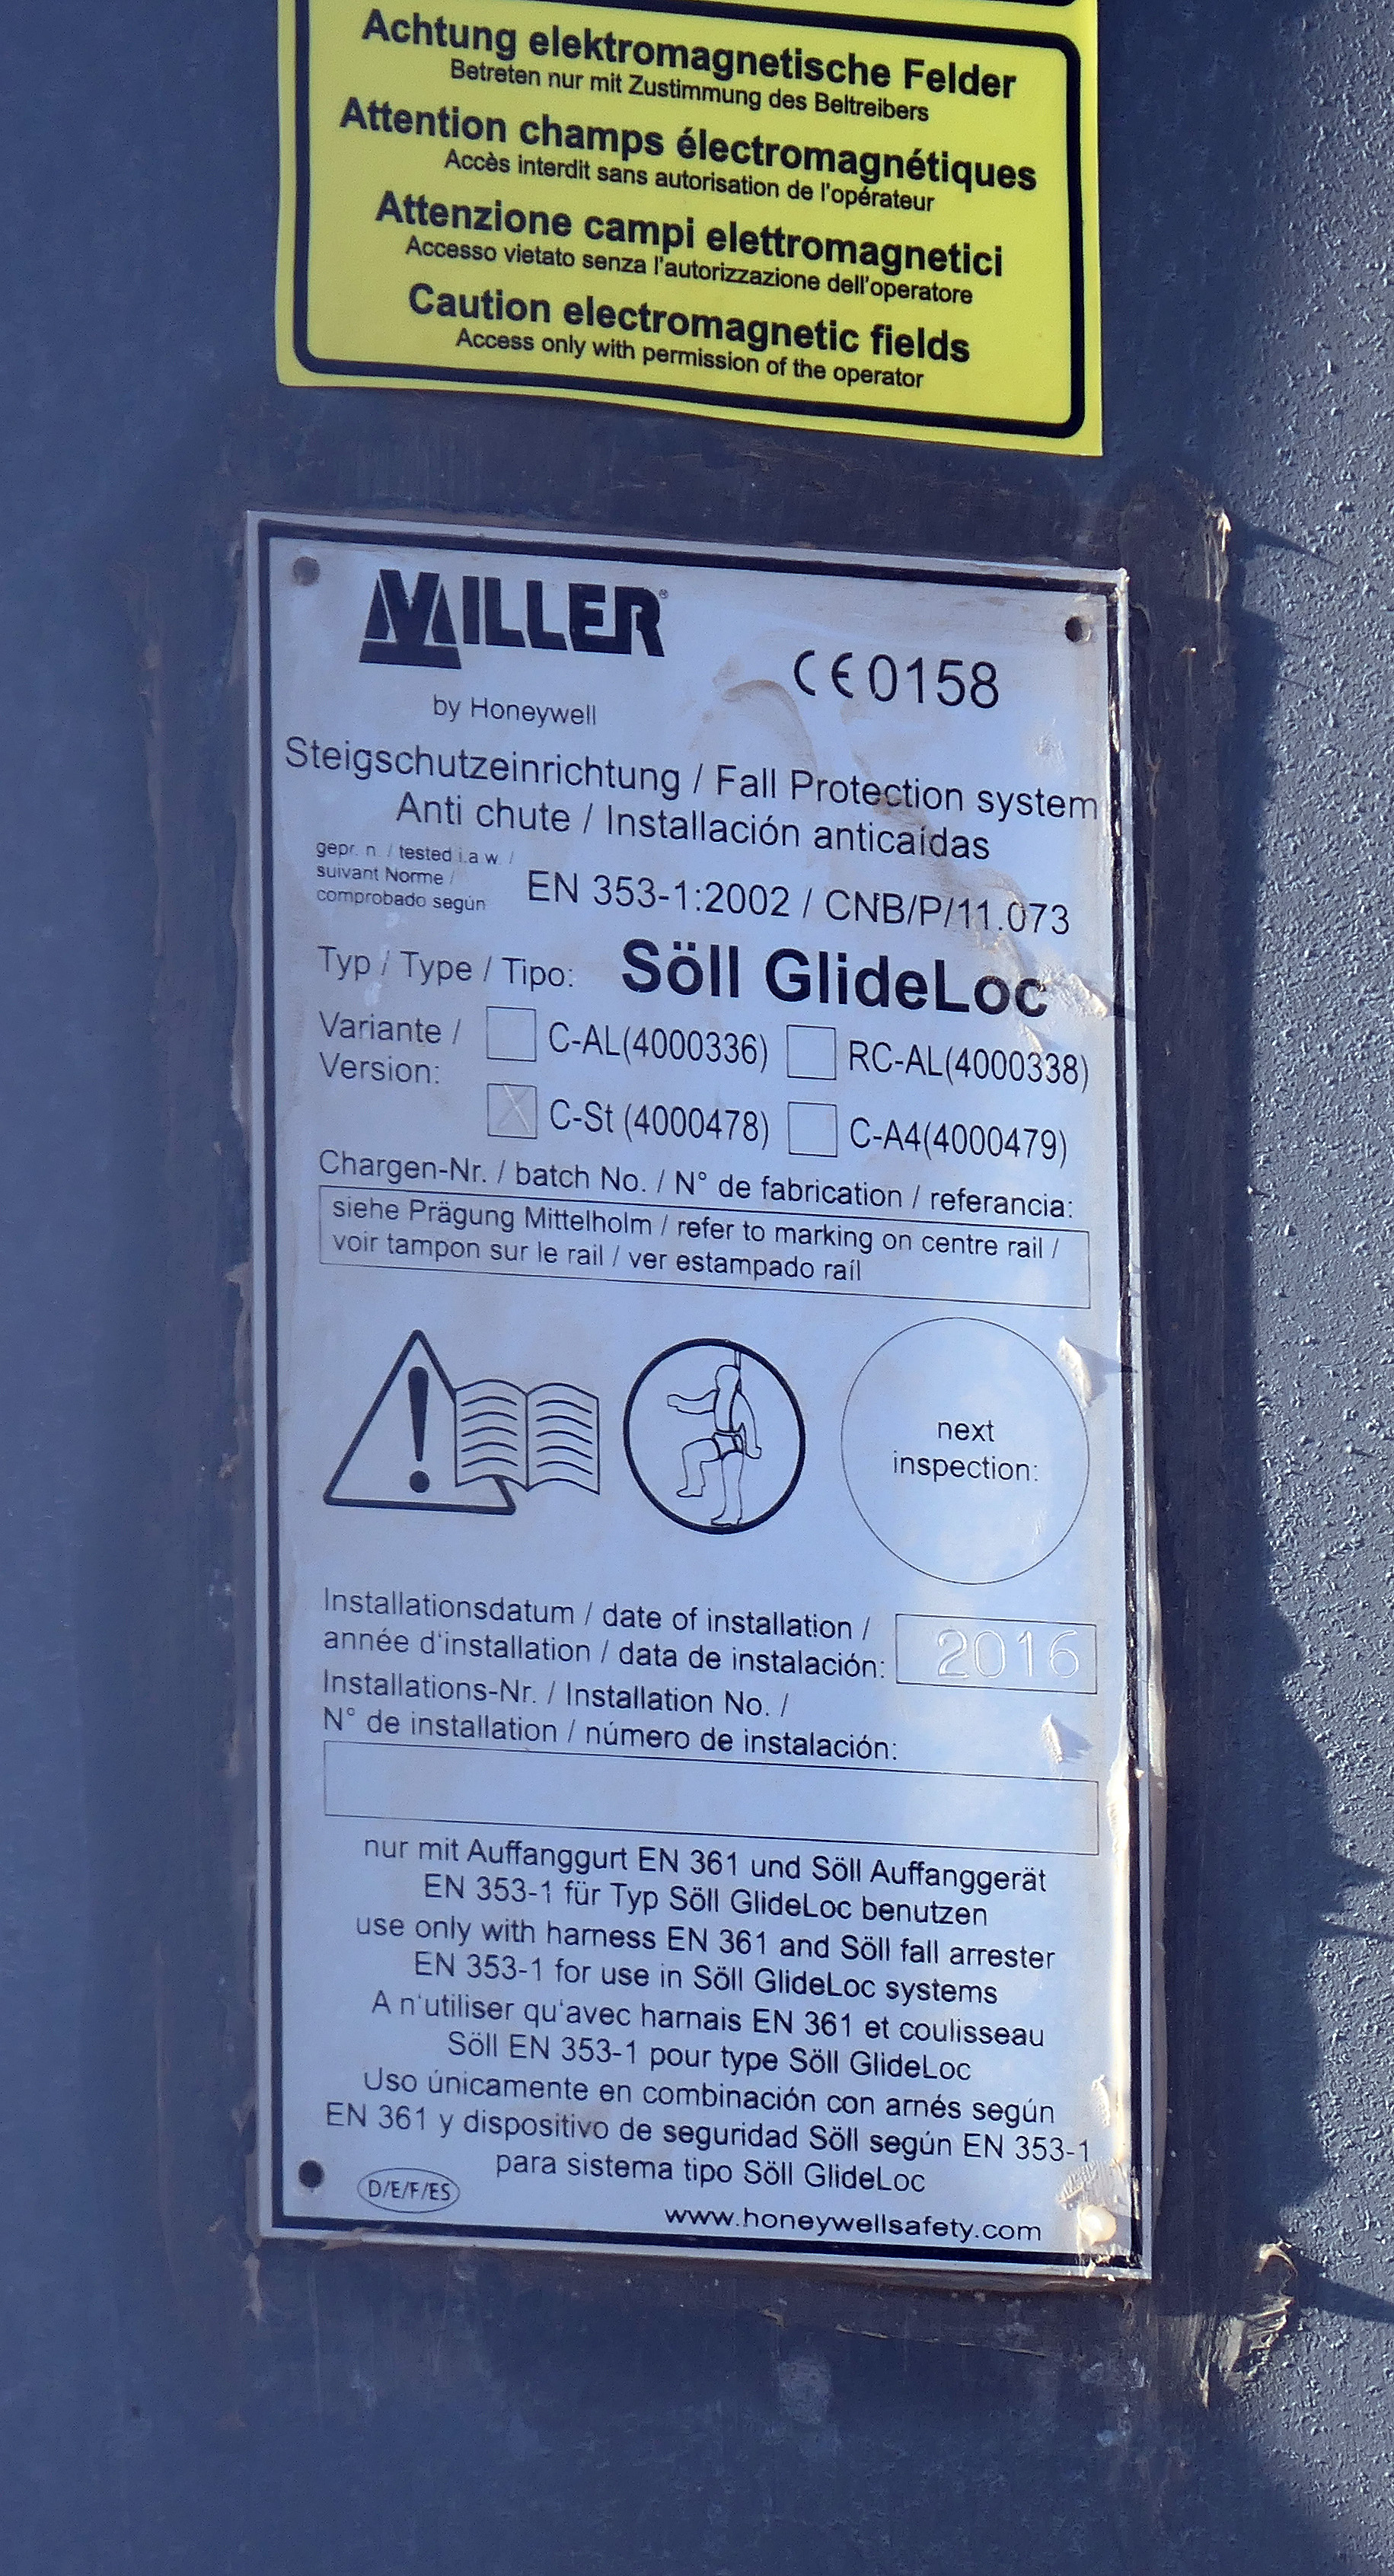 Achtung elektromagnetische Felder
Betreten nur mit Zustimmung des Beltreibers
Attention champs électromagnétiques
Accès interdit sans autorisation de l'opérateur
Attenzione campi elettromagnetici
Accesso vietato senza l'autorizzazione dell'operatore
Caution electromagnetic fields
Access only with permission of the operator
MILLER®
by Honeywell
CE0158
Steigschutzeinrichtung / Fall Protection system
Anti chute / Installación anticaídas
gepr. n. / tested i.a.w. /
suivant Norme /
comprobado según
EN 353-1:2002 / CNB/P/11.073
Typ / Type / Tipo: Söll GlideLoc
Variante / C-AL(4000336) RC-AL(4000338)
Version:
X C-St (4000478) C-A4(4000479)
Chargen-Nr. / batch No. / N° de fabrication / referancia:
siehe Prägung Mittelholm / refer to marking on centre rail /
voir tampon sur le rail / ver estampado raíl
next
inspection:
Installationsdatum / date of installation /
année d'installation / data de instalación: 2016
Installations-Nr. / Installation No. /
N° de installation / número de instalación:
nur mit Auffanggurt EN 361 und Söll Auffanggerät
EN 353-1 für Typ Söll GlideLoc benutzen
use only with harness EN 361 and Söll fall arrester
EN 353-1 for use in Söll GlideLoc systems
A n'utiliser qu'avec harnais EN 361 et coulisseau
Söll EN 353-1 pour type Söll GlideLoc
Uso únicamente en combinación con arnés según
EN 361 y dispositivo de seguridad Söll según EN 353-1
para sistema tipo Söll GlideLoc
D/E/F/ES
www.honeywellsafety.com